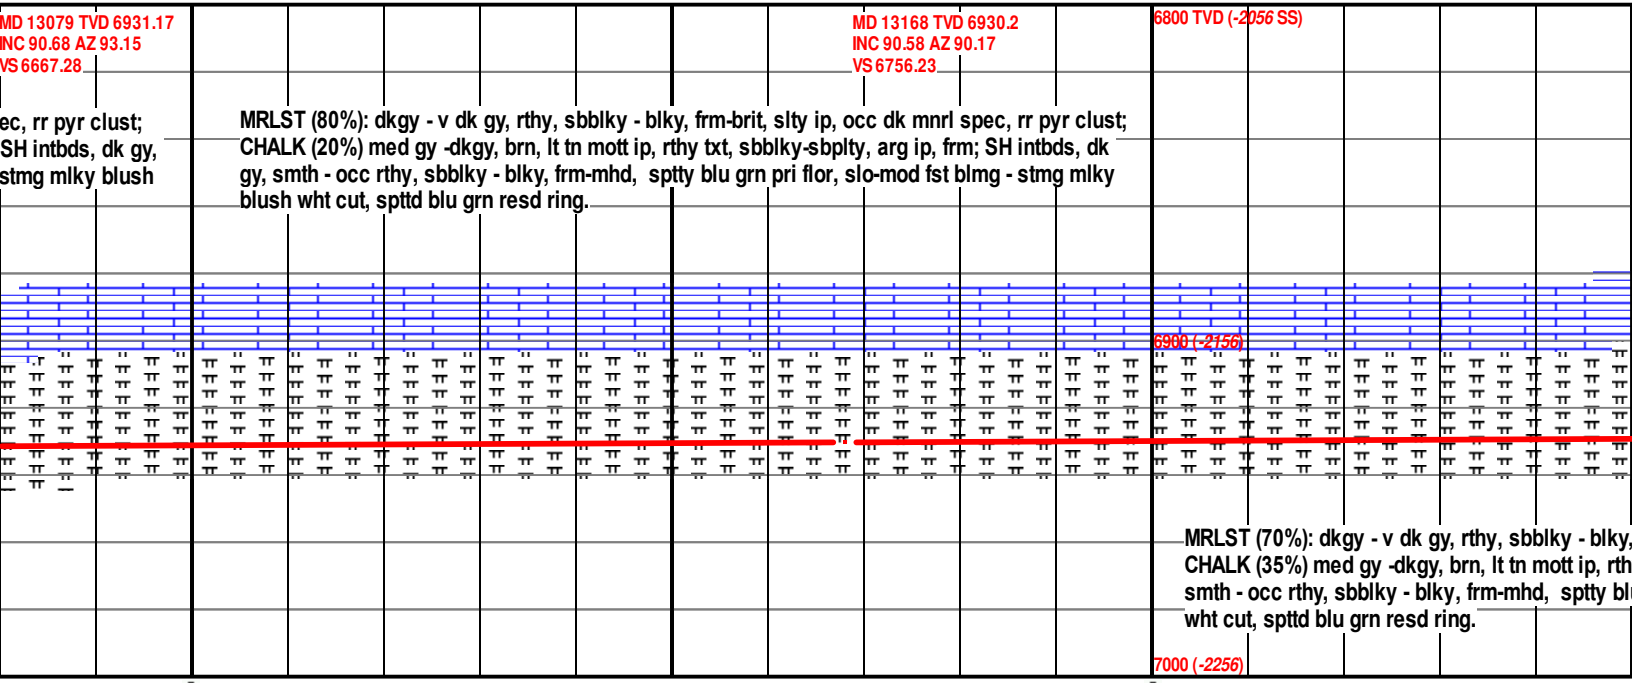 MD 13079 TVD 6931.17
INC 90.68 AZ 93.15
VS 6667.28
MD 13168 TVD 6930.2
INC 90.58 AZ 90.17
VS 6756.23
6800 TVD (-2056 SS)
ec, rr pyr clust;
SH intbds, dk gy,
stmg mlky blush
MRLST (80%): dkgy - v dk gy, rthy, sbblky - blky, frm-brit, slty ip, occ dk mnrl spec, rr pyr clust;
CHALK (20%) med gy -dkgy, brn, lt tn mott ip, rthy txt, sbblky-sbplty, arg ip, frm; SH intbds, dk
gy, smth - occ rthy, sbblky - blky, frm-mhd, sptty blu grn pri flor, slo-mod fst blmg - stmg mlky
blush wht cut, spttd blu grn resd ring.
6900 (-2156)
MRLST (70%): dkgy - v dk gy, rthy, sbblky - blky,
CHALK (35%) med gy -dkgy, brn, lt tn mott ip, rth
smth - occ rthy, sbblky - blky, frm-mhd, sptty blu
wht cut, spttd blu grn resd ring.
7000 (-2256)